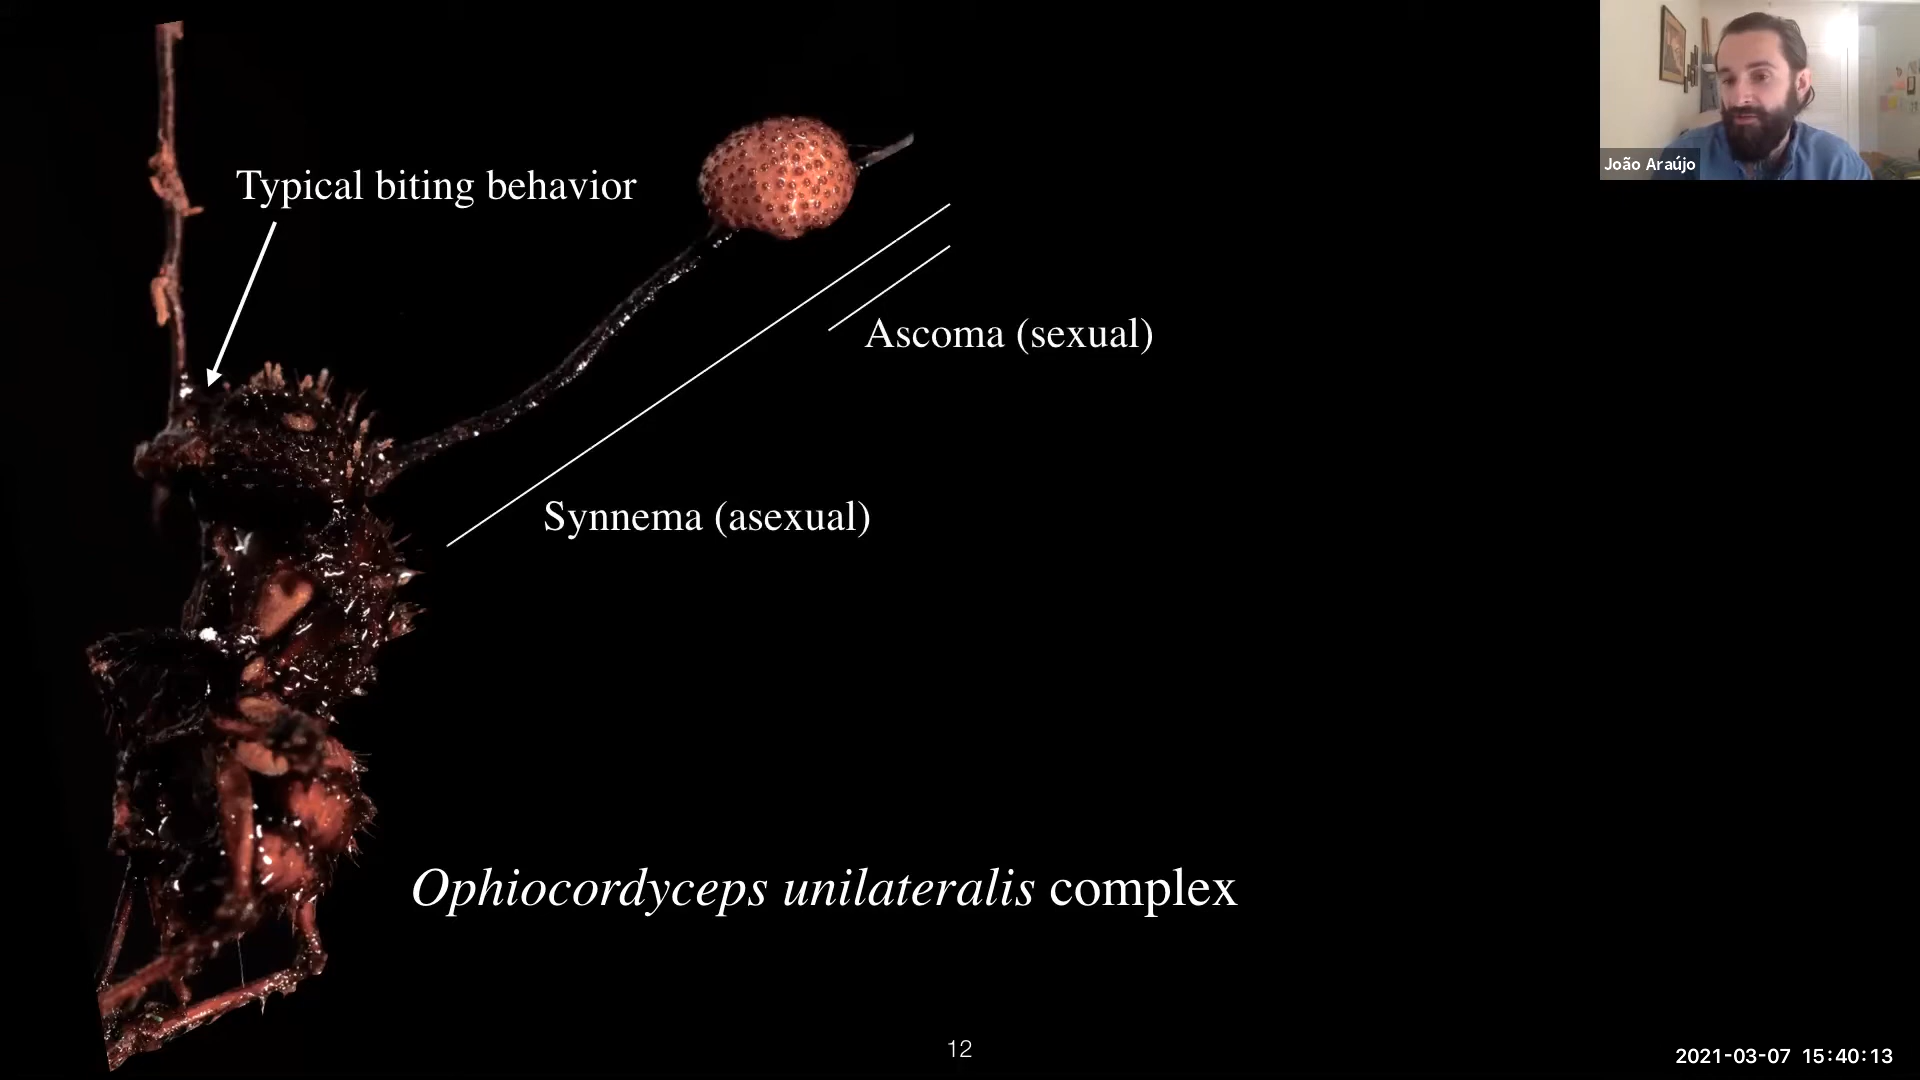 João Araújo
Typical biting behavior
Ascoma (sexual)
Synnema (asexual)
Ophiocordyceps unilateralis complex
12
2021-03-07 15:40:13